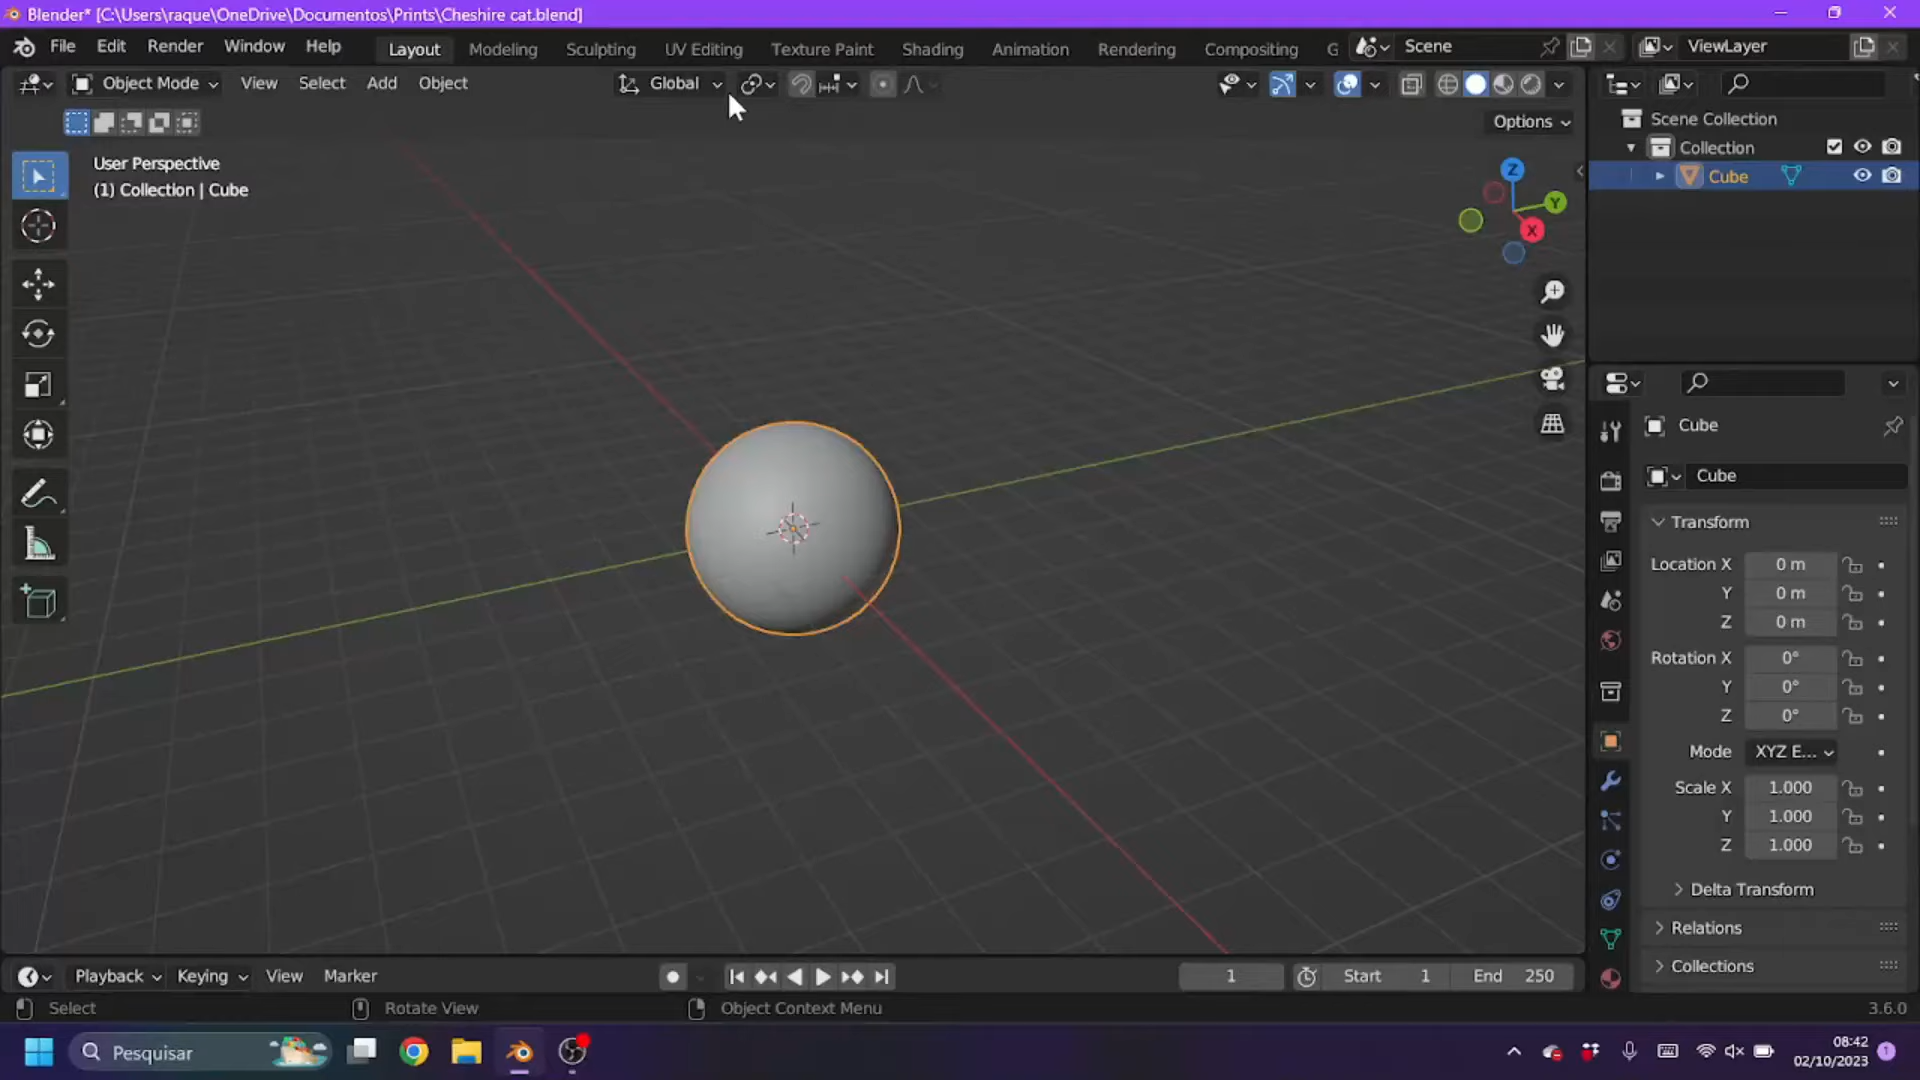 Blender* [C:\Users\raque\OneDrive\Documentos\Prints\Cheshire cat.blend]
File Edit Render Window Help Layout Modeling Sculpting UV Editing Texture Paint Shading Animation Rendering Compositing G Scene ViewLayer
Object Mode View Select Add Object Global
Options
User Perspective
(1) Collection | Cube
Z
Y
X
Scene Collection
Collection
Cube
Cube
Cube
Transform
Location X 0 m
Y 0 m
Z 0 m
Rotation X 0°
Y 0°
Z 0°
Mode XYZ E...
Scale X 1.000
Y 1.000
Z 1.000
Delta Transform
Relations
Collections
Playback Keying View Marker 1 Start 1 End 250
Select Rotate View Object Context Menu 3.6.0
Pesquisar
08:42
02/10/2023
1